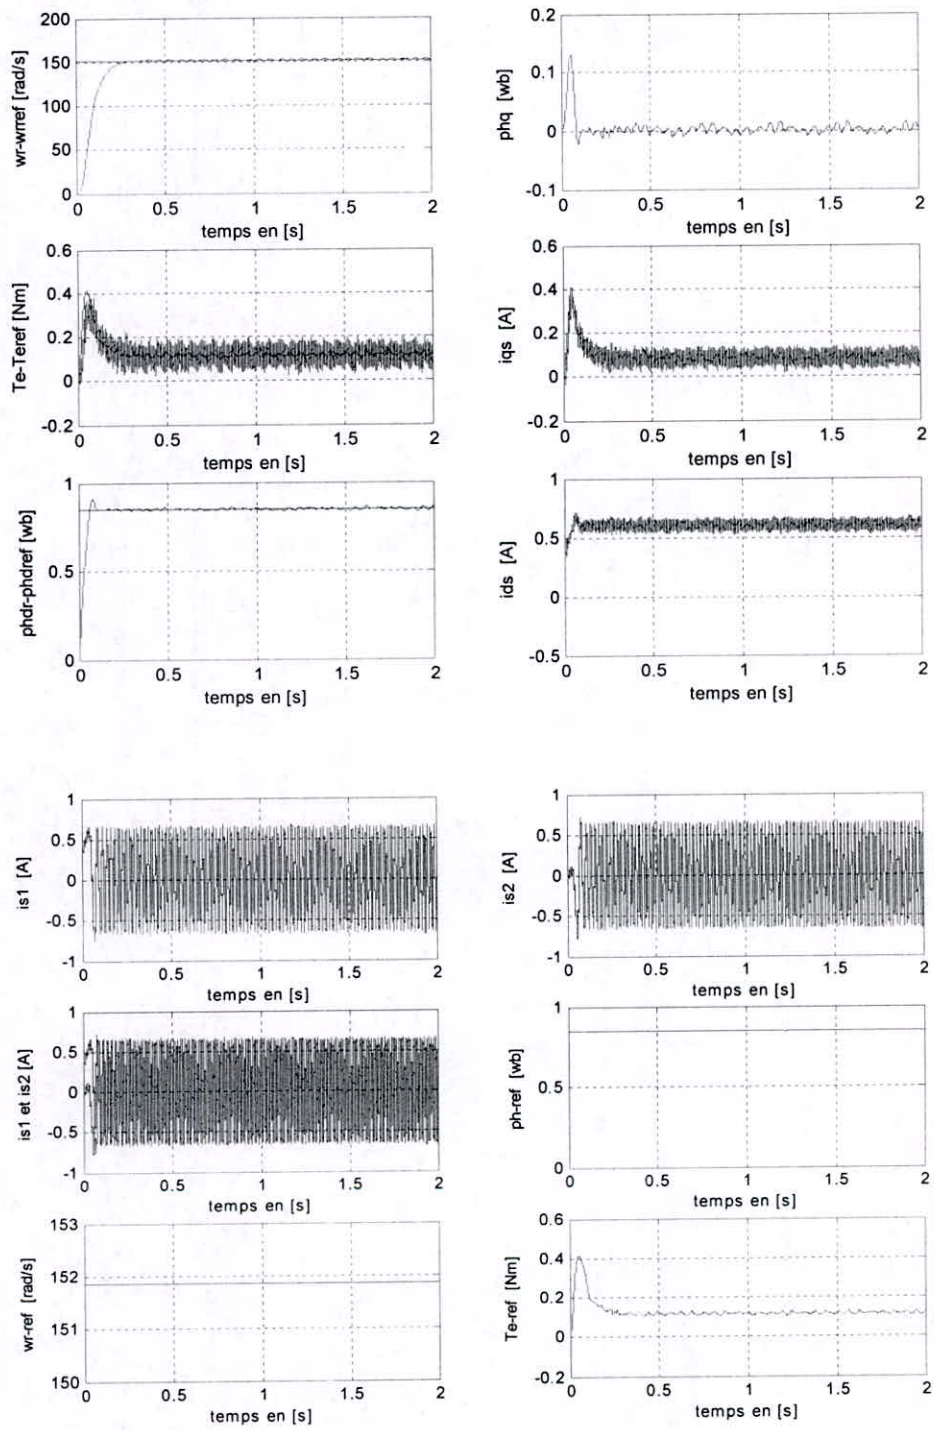 200
150
100
50
0
wr-wrref [rad/s]
0 0.5 1 1.5 2
temps en [s]
0.2
0.1
0
-0.1
phq [wb]
0 0.5 1 1.5 2
temps en [s]
0.6
0.4
0.2
0
-0.2
Te-Teref [Nm]
0 0.5 1 1.5 2
temps en [s]
0.6
0.4
0.2
0
-0.2
iqs [A]
0 0.5 1 1.5 2
temps en [s]
1
0.5
0
phdr-phdref [wb]
0 0.5 1 1.5 2
temps en [s]
1
0.5
0
-0.5
ids [A]
0 0.5 1 1.5 2
temps en [s]
1
0.5
0
-0.5
-1
is1 [A]
0 0.5 1 1.5 2
temps en [s]
1
0.5
0
-0.5
-1
is2 [A]
0 0.5 1 1.5 2
temps en [s]
1
0.5
0
-0.5
-1
is1 et is2 [A]
0 0.5 1 1.5 2
temps en [s]
1
0.5
0
ph-ref [wb]
0 0.5 1 1.5 2
temps en [s]
153
152
151
150
wr-ref [rad/s]
0 0.5 1 1.5 2
temps en [s]
0.6
0.4
0.2
0
-0.2
Te-ref [Nm]
0 0.5 1 1.5 2
temps en [s]